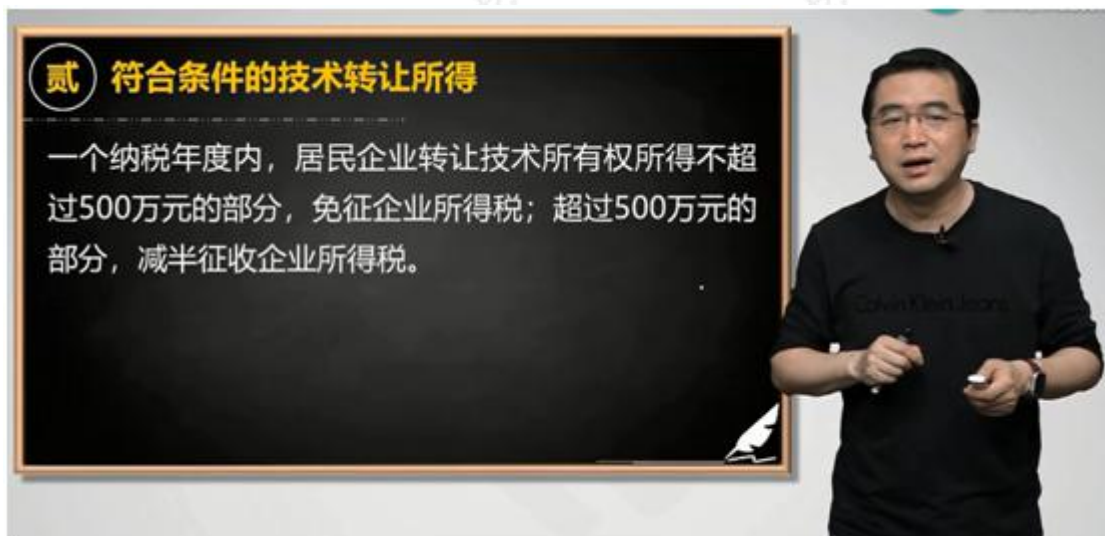 贰 符合条件的技术转让所得
一个纳税年度内，居民企业转让技术所有权所得不超
过500万元的部分，免征企业所得税；超过500万元的
部分，减半征收企业所得税。
Calvin Klein Jeans